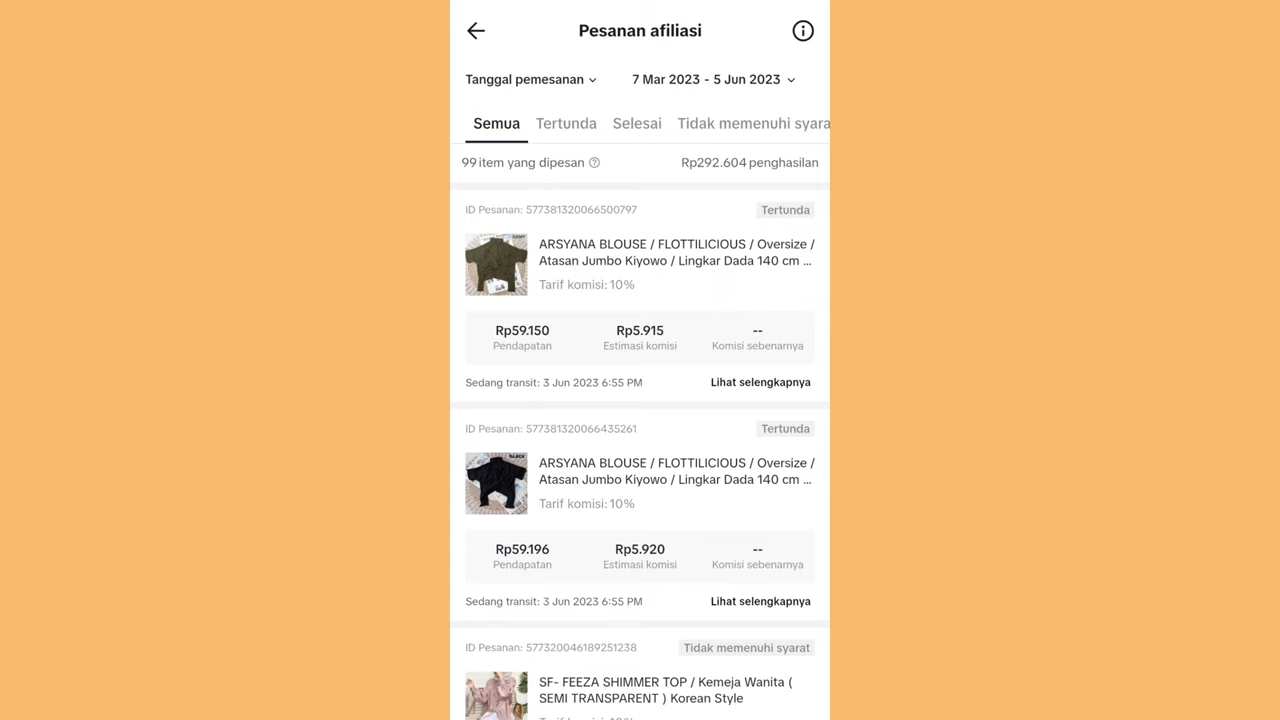 Pesanan afiliasi
Tanggal pemesanan 7 Mar 2023 - 5 Jun 2023
Semua Tertunda Selesai Tidak memenuhi syara
99 item yang dipesan Rp292.604 penghasilan
ID Pesanan: 577381320066500797 Tertunda
ARSYANA BLOUSE / FLOTTILICIOUS / Oversize /
Atasan Jumbo Kiyowo / Lingkar Dada 140 cm ...
Tarif komisi: 10%
Rp59.150 Rp5.915 --
Pendapatan Estimasi komisi Komisi sebenarnya
Sedang transit: 3 Jun 2023 6:55 PM Lihat selengkapnya
ID Pesanan: 577381320066435261 Tertunda
BLACK
ARSYANA BLOUSE / FLOTTILICIOUS / Oversize /
Atasan Jumbo Kiyowo / Lingkar Dada 140 cm ...
Tarif komisi: 10%
Rp59.196 Rp5.920 --
Pendapatan Estimasi komisi Komisi sebenarnya
Sedang transit: 3 Jun 2023 6:55 PM Lihat selengkapnya
ID Pesanan: 577320046189251238 Tidak memenuhi syarat
SF- FEEZA SHIMMER TOP / Kemeja Wanita (
SEMI TRANSPARENT ) Korean Style